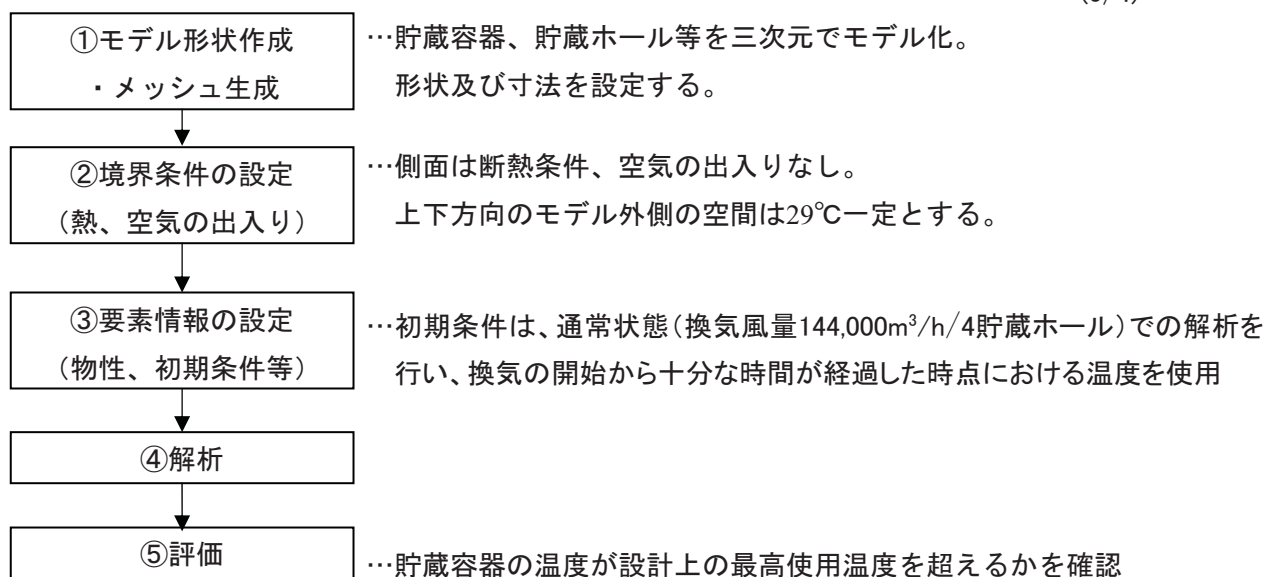 ①モデル形状作成
・メッシュ生成
…貯蔵容器、貯蔵ホール等を三次元でモデル化。
形状及び寸法を設定する。
②境界条件の設定
(熱、空気の出入り)
…側面は断熱条件、空気の出入りなし。
上下方向のモデル外側の空間は29℃一定とする。
③要素情報の設定
(物性、初期条件等)
…初期条件は、通常状態(換気風量144,000m³/h/4貯蔵ホール)での解析を
行い、換気の開始から十分な時間が経過した時点における温度を使用
④解析
⑤評価
…貯蔵容器の温度が設計上の最高使用温度を超えるかを確認